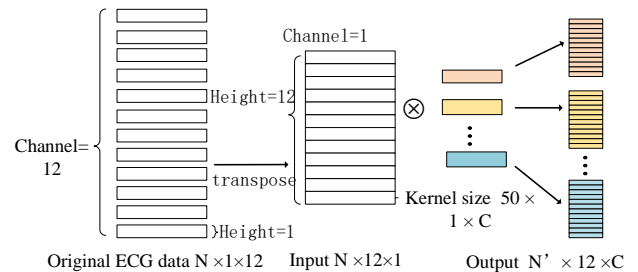 Channel=1
Height=12
Channel=
12
transpose
}Height=1
Kernel size 50 ×
1 × C
Original ECG data N ×1×12
Input N ×12×1
Output N’ × 12 ×C